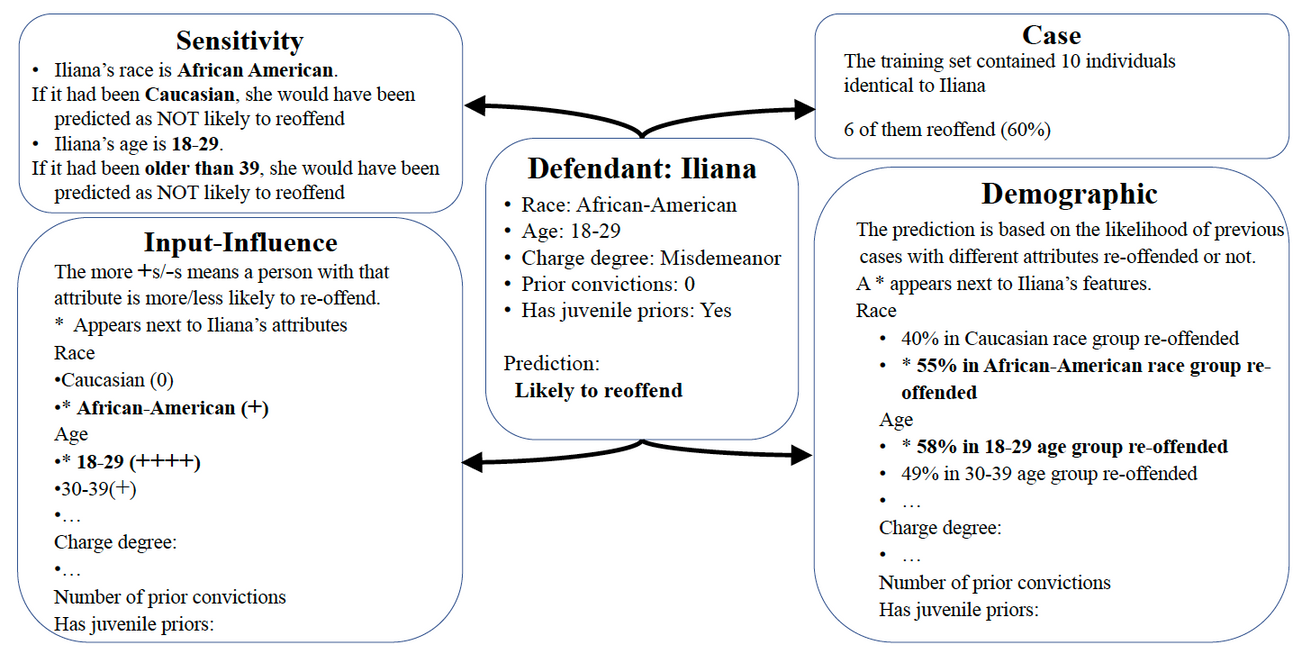 Sensitivity
• Iliana's race is African American.
If it had been Caucasian, she would have been
predicted as NOT likely to reoffend
• Iliana's age is 18-29.
If it had been older than 39, she would have been
predicted as NOT likely to reoffend
Input-Influence
The more +s/-s means a person with that
attribute is more/less likely to re-offend.
* Appears next to Iliana's attributes
Race
•Caucasian (0)
•* African-American (+)
Age
•* 18-29 (++++)
•30-39(+)
•…
Charge degree:
•…
Number of prior convictions
Has juvenile priors:
Defendant: Iliana
• Race: African-American
• Age: 18-29
• Charge degree: Misdemeanor
• Prior convictions: 0
• Has juvenile priors: Yes
Prediction:
Likely to reoffend
Case
The training set contained 10 individuals
identical to Iliana
6 of them reoffend (60%)
Demographic
The prediction is based on the likelihood of previous
cases with different attributes re-offended or not.
A * appears next to Iliana's features.
Race
• 40% in Caucasian race group re-offended
• * 55% in African-American race group re-
offended
Age
• * 58% in 18-29 age group re-offended
• 49% in 30-39 age group re-offended
• …
Charge degree:
• …
Number of prior convictions
Has juvenile priors: